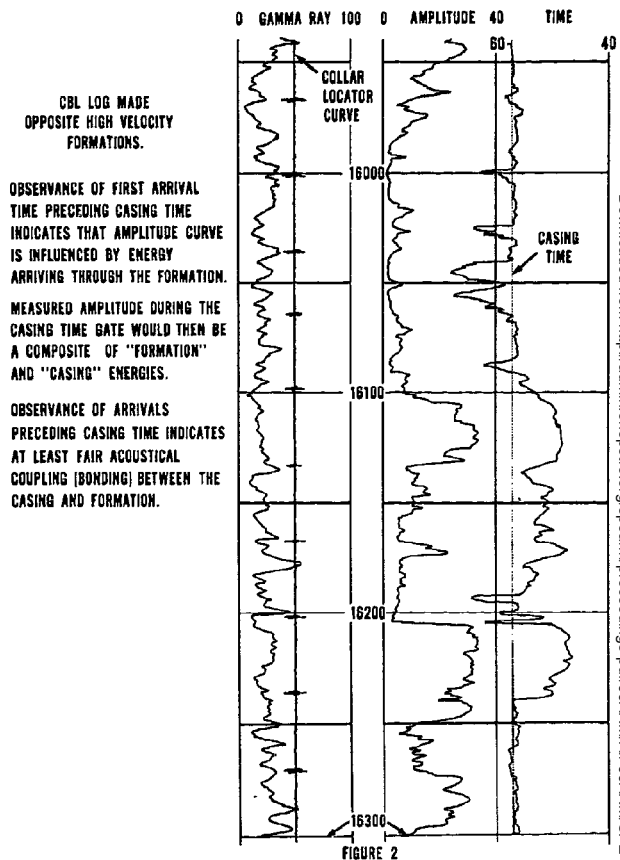 0 GAMMA RAY 100 0 AMPLITUDE 40 TIME
60 40
COLLAR
LOCATOR
CURVE
CBL LOG MADE
OPPOSITE HIGH VELOCITY
FORMATIONS.
16000
OBSERVANCE OF FIRST ARRIVAL
TIME PRECEDING CASING TIME
INDICATES THAT AMPLITUDE CURVE
IS INFLUENCED BY ENERGY
ARRIVING THROUGH THE FORMATION.
CASING
TIME
MEASURED AMPLITUDE DURING THE
CASING TIME GATE WOULD THEN BE
A COMPOSITE OF "FORMATION"
AND "CASING" ENERGIES.
16100
OBSERVANCE OF ARRIVALS
PRECEDING CASING TIME INDICATES
AT LEAST FAIR ACOUSTICAL
COUPLING (BONDING) BETWEEN THE
CASING AND FORMATION.
16200
16300
FIGURE 2